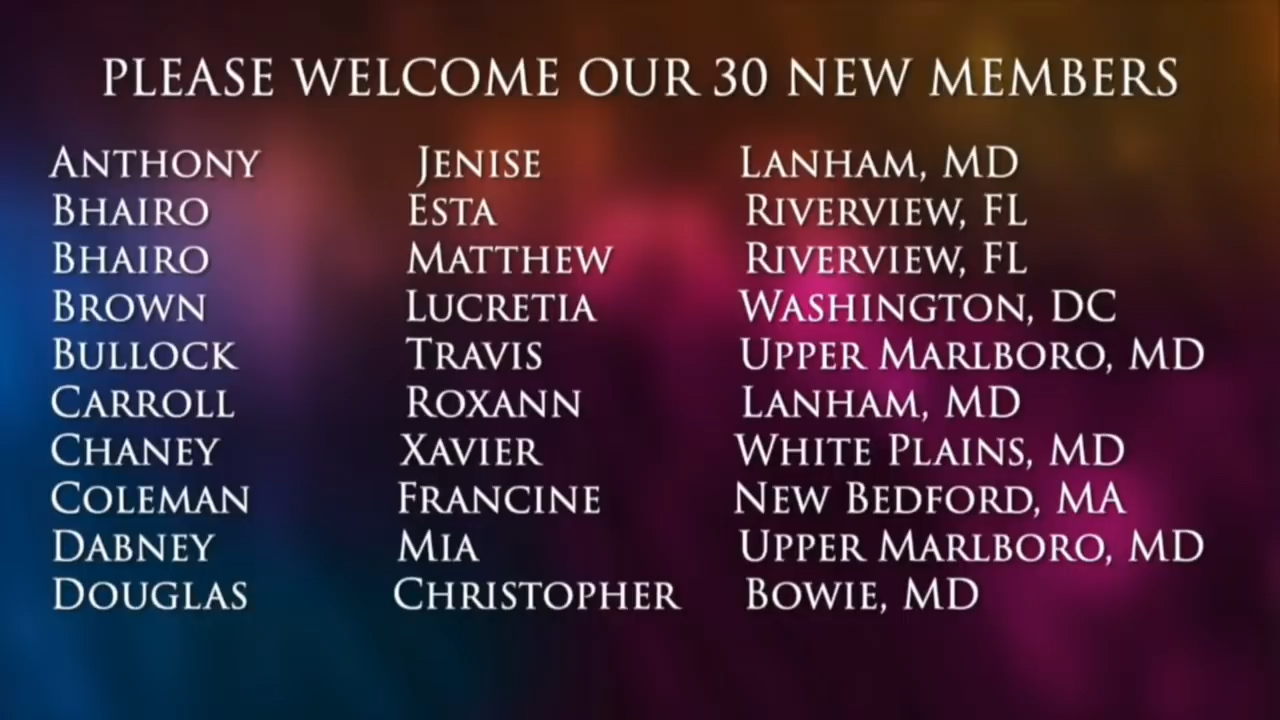 PLEASE WELCOME OUR 30 NEW MEMBERS
ANTHONY JENISE LANHAM, MD
BHAIRO ESTA RIVERVIEW, FL
BHAIRO MATTHEW RIVERVIEW, FL
BROWN LUCRETIA WASHINGTON, DC
BULLOCK TRAVIS UPPER MARLBORO, MD
CARROLL ROXANN LANHAM, MD
CHANEY XAVIER WHITE PLAINS, MD
COLEMAN FRANCINE NEW BEDFORD, MA
DABNEY MIA UPPER MARLBORO, MD
DOUGLAS CHRISTOPHER BOWIE, MD